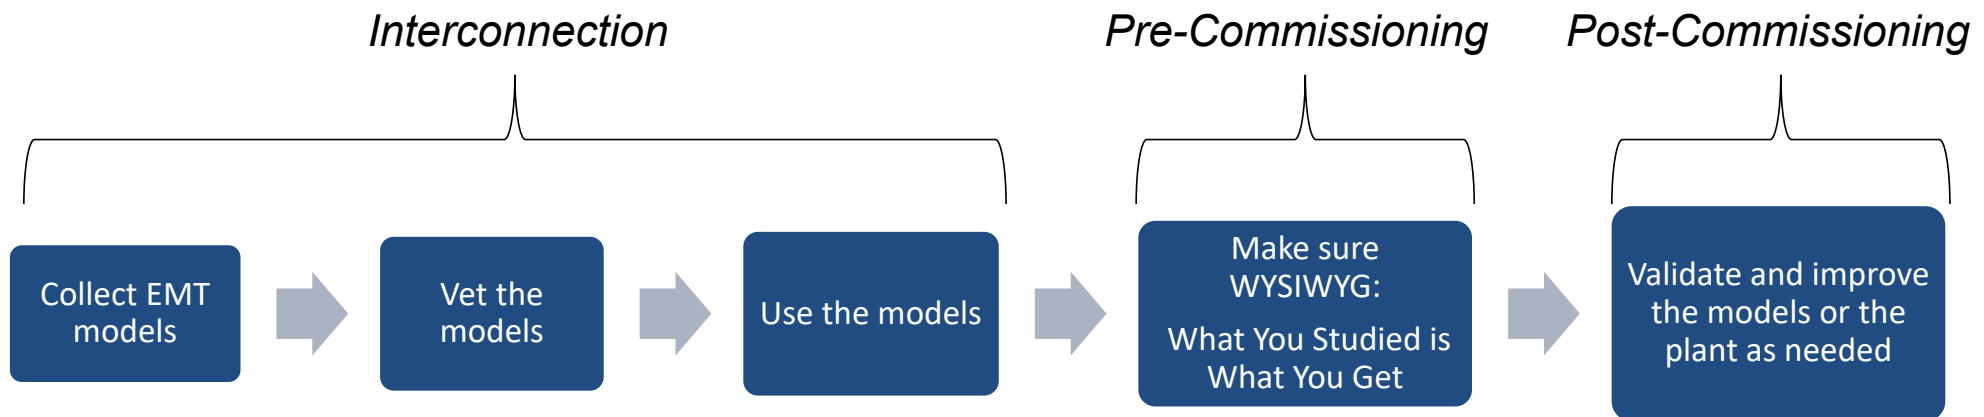 Interconnection
Pre-Commissioning
Post-Commissioning
Collect EMT
models
Vet the
models
Use the models
Make sure
WYSIWYG:
What You Studied is
What You Get
Validate and improve
the models or the
plant as needed